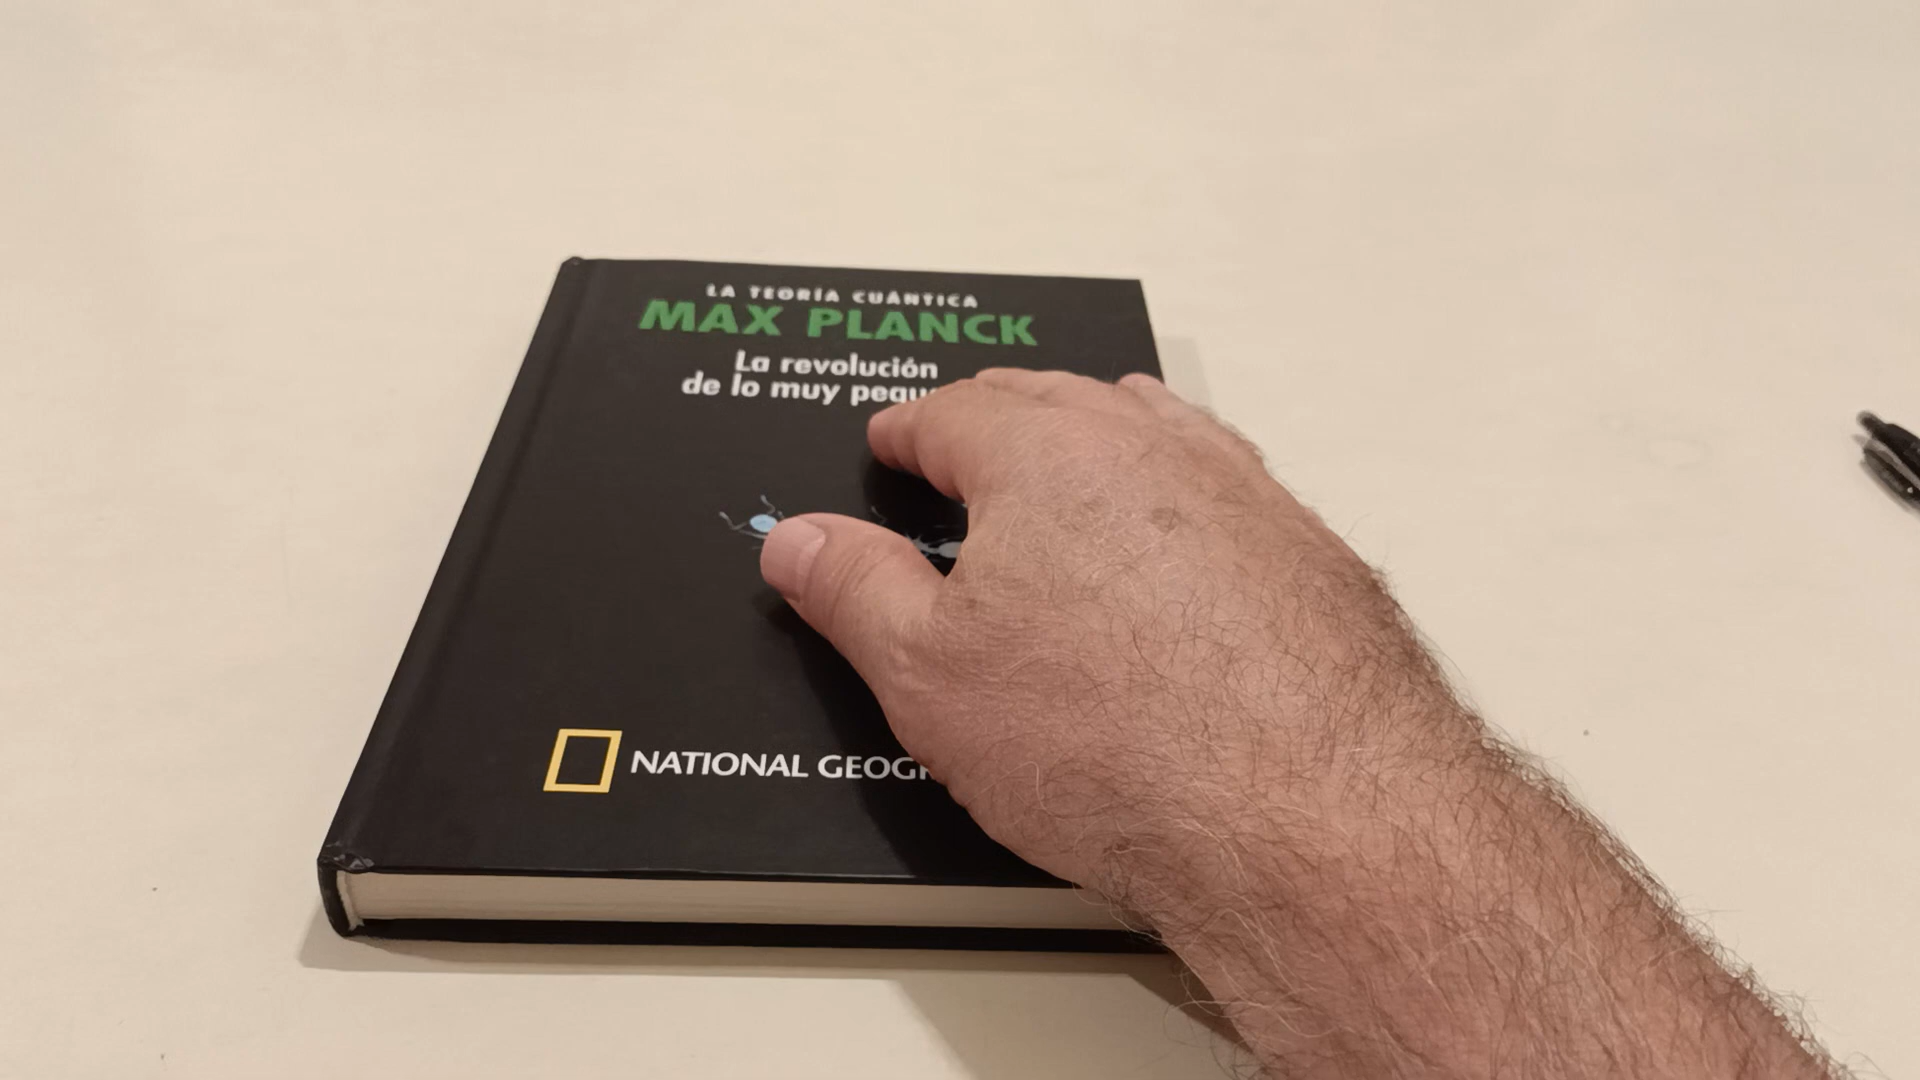 LA TEORÍA CUÁNTICA
MAX PLANCK
La revolución
de lo muy
NATIONAL